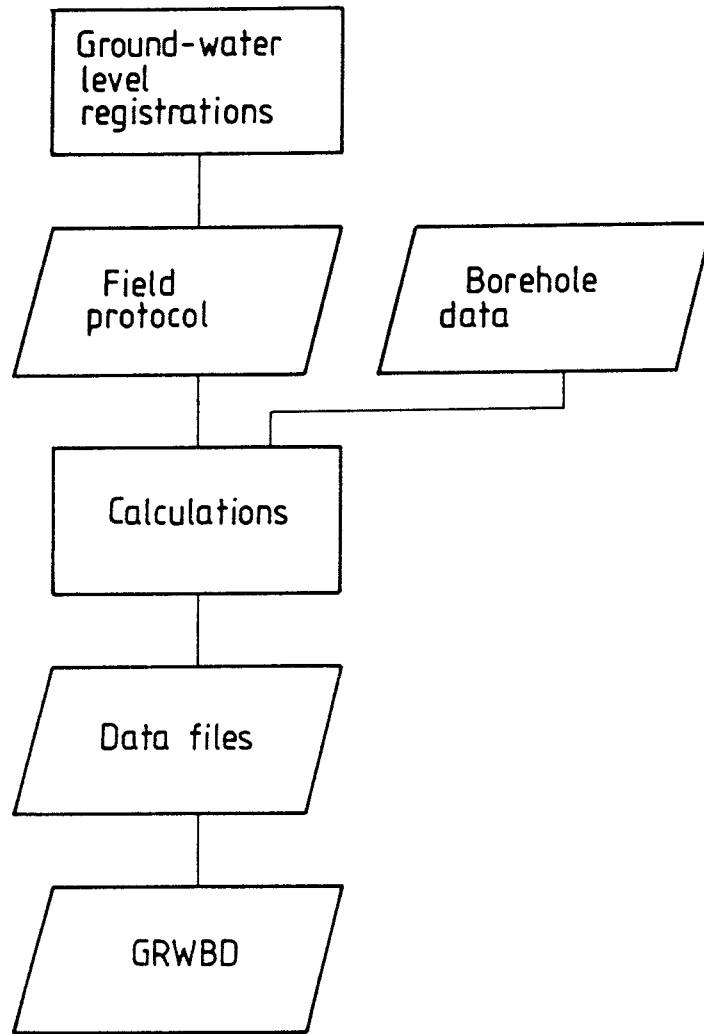 Ground-water
level
registrations
Field
protocol
Borehole
data
Calculations
Data files
GRWBD